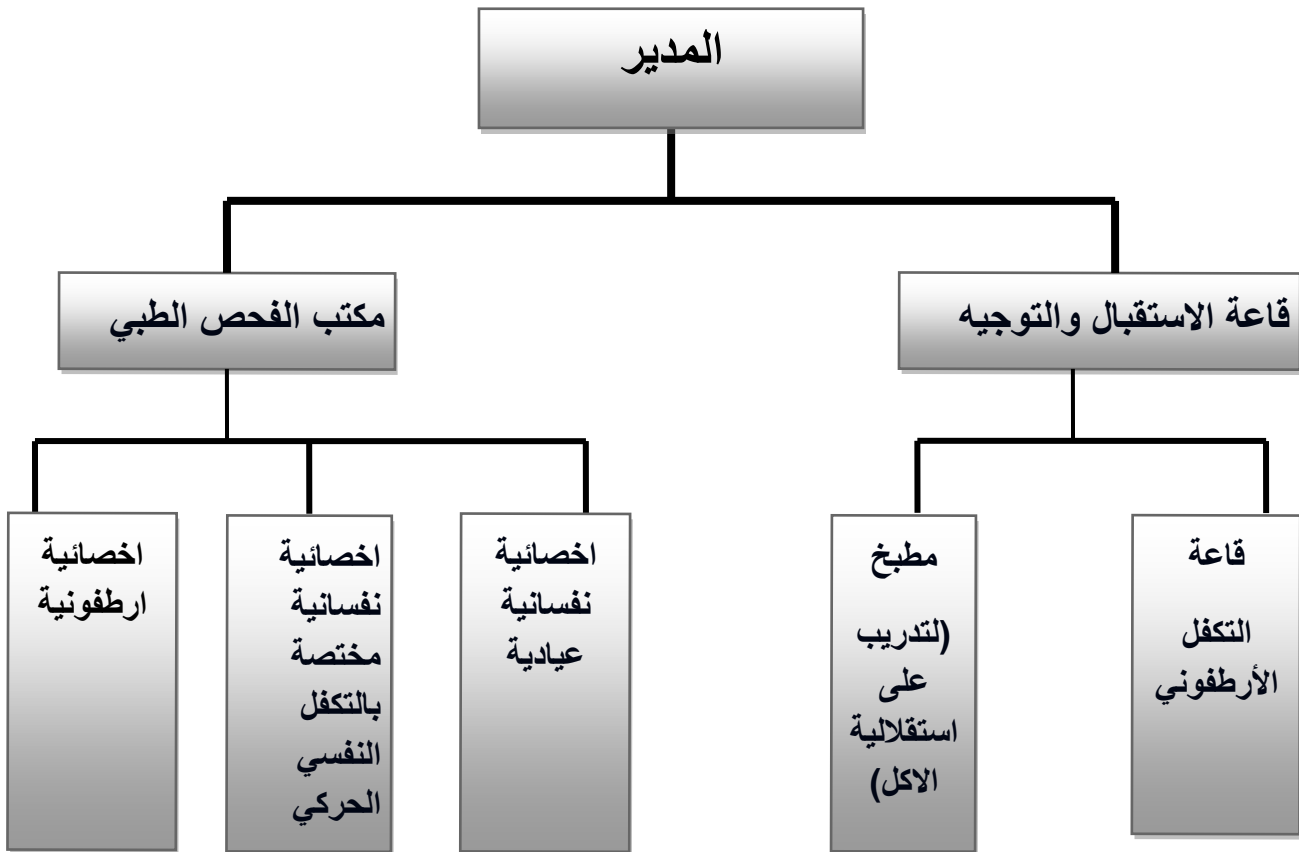 المدير
قاعة الاستقبال والتوجيه
مكتب الفحص الطبي
قاعة
التكفل
الأرطفوني
مطبخ
(لتدريب
على
استقلالية
الاكل)
اخصائية
نفسانية
عيادية
اخصائية
نفسانية
مختصة
بالتكفل
النفسي
الحركي
اخصائية
ارطفونية